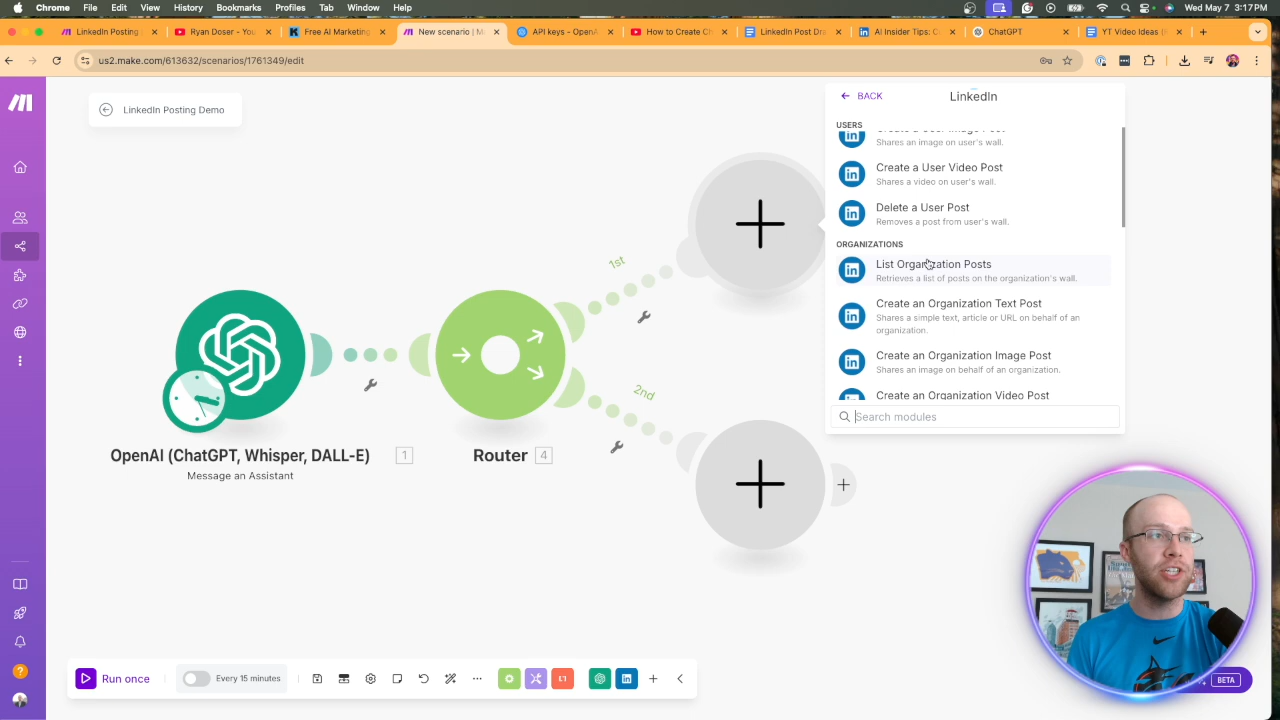 Chrome File Edit View History Bookmarks Profiles Tab Window Help
Wed May 7 3:17 PM
LinkedIn Posting
Ryan Doser - You
Free AI Marketing
New scenario | M
API keys - OpenA
How to Create Ch
LinkedIn Post Dra
AI Insider Tips: C
ChatGPT
YT Video Ideas |
us2.make.com/613632/scenarios/1761349/edit
LinkedIn Posting Demo
BACK
LinkedIn
USERS
Create a User Image Post
Shares an image on user's wall.
Create a User Video Post
Shares a video on user's wall.
Delete a User Post
Removes a post from user's wall.
ORGANIZATIONS
List Organization Posts
Retrieves a list of posts on the organization's wall.
Create an Organization Text Post
Shares a simple text, article or URL on behalf of an
organization.
Create an Organization Image Post
Shares an image on behalf of an organization.
Create an Organization Video Post
Search modules
1st
2nd
OpenAI (ChatGPT, Whisper, DALL-E) 1
Message an Assistant
Router 4
Run once
Every 15 minutes
BETA